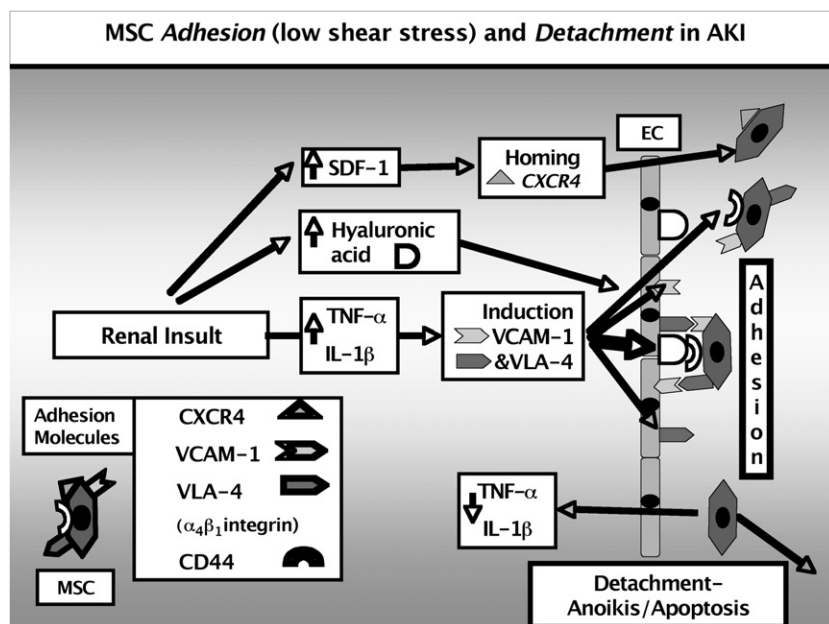 MSC Adhesion (low shear stress) and Detachment in AKI
EC
SDF-1
Homing
CXCR4
Hyaluronic
acid
Renal Insult
TNF-α
IL-1β
Induction
VCAM-1
&VLA-4
Adhesion
Adhesion
Molecules
MSC
CXCR4
VCAM-1
VLA-4
(α4β1integrin)
CD44
TNF-α
IL-1β
Detachment-
Anoikis/Apoptosis